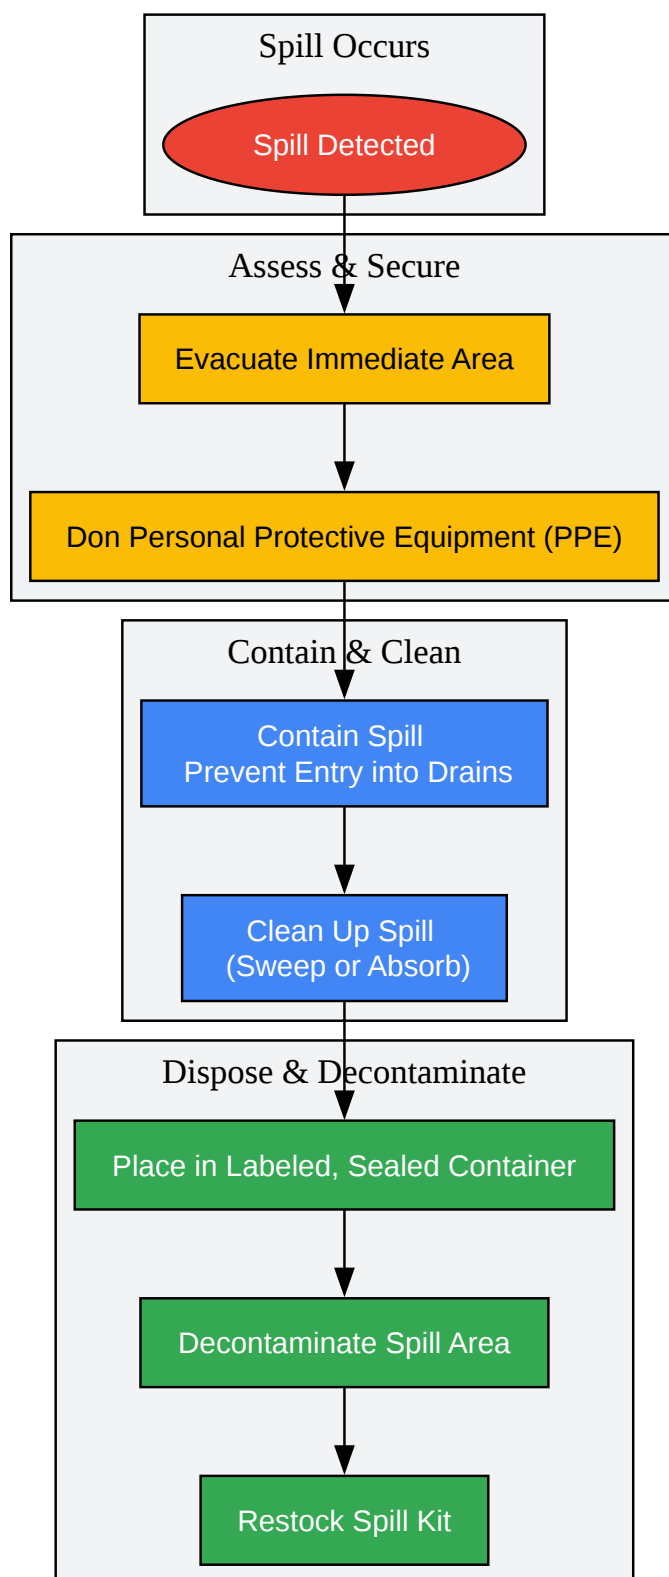 Spill Occurs
Spill Detected
Assess & Secure
Evacuate Immediate Area
Don Personal Protective Equipment (PPE)
Contain & Clean
Contain Spill
Prevent Entry into Drains
Clean Up Spill
(Sweep or Absorb)
Dispose & Decontaminate
Place in Labeled, Sealed Container
Decontaminate Spill Area
Restock Spill Kit